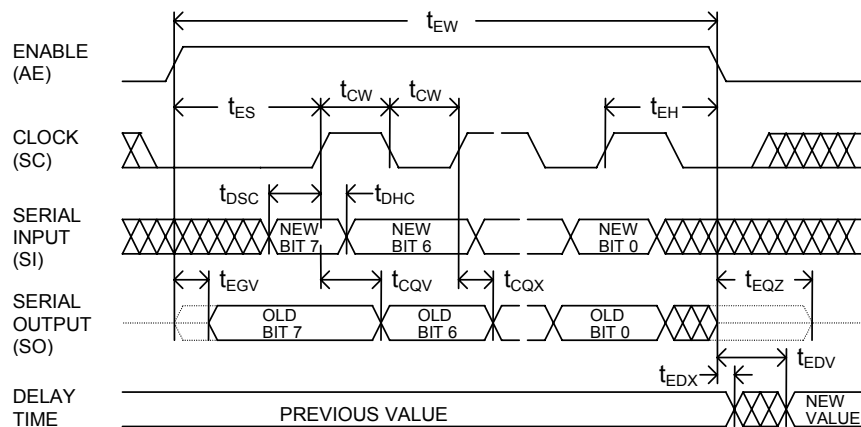 tEW
ENABLE
(AE)
tES
tCW
tCW
tEH
CLOCK
(SC)
tDSC
tDHC
SERIAL
INPUT
(SI)
NEW
BIT 7
NEW
BIT 6
NEW
BIT 0
tEGV
tCQV
tCQX
tEQZ
SERIAL
OUTPUT
(SO)
OLD
BIT 7
OLD
BIT 6
OLD
BIT 0
tEDX
tEDV
DELAY
TIME
PREVIOUS VALUE
NEW
VALUE